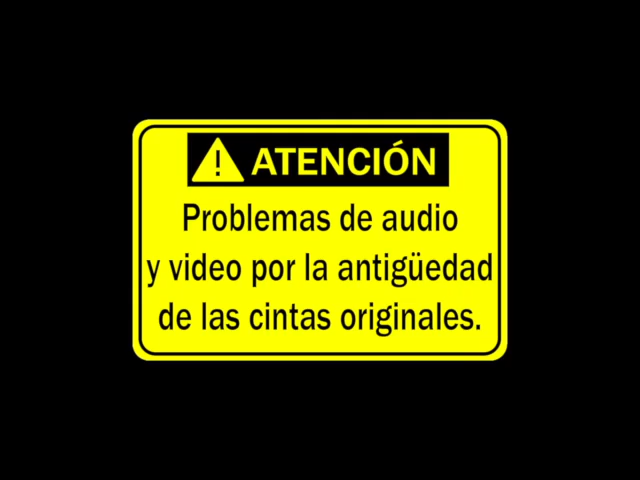 ATENCIÓN
Problemas de audio
y video por la antigüedad
de las cintas originales.